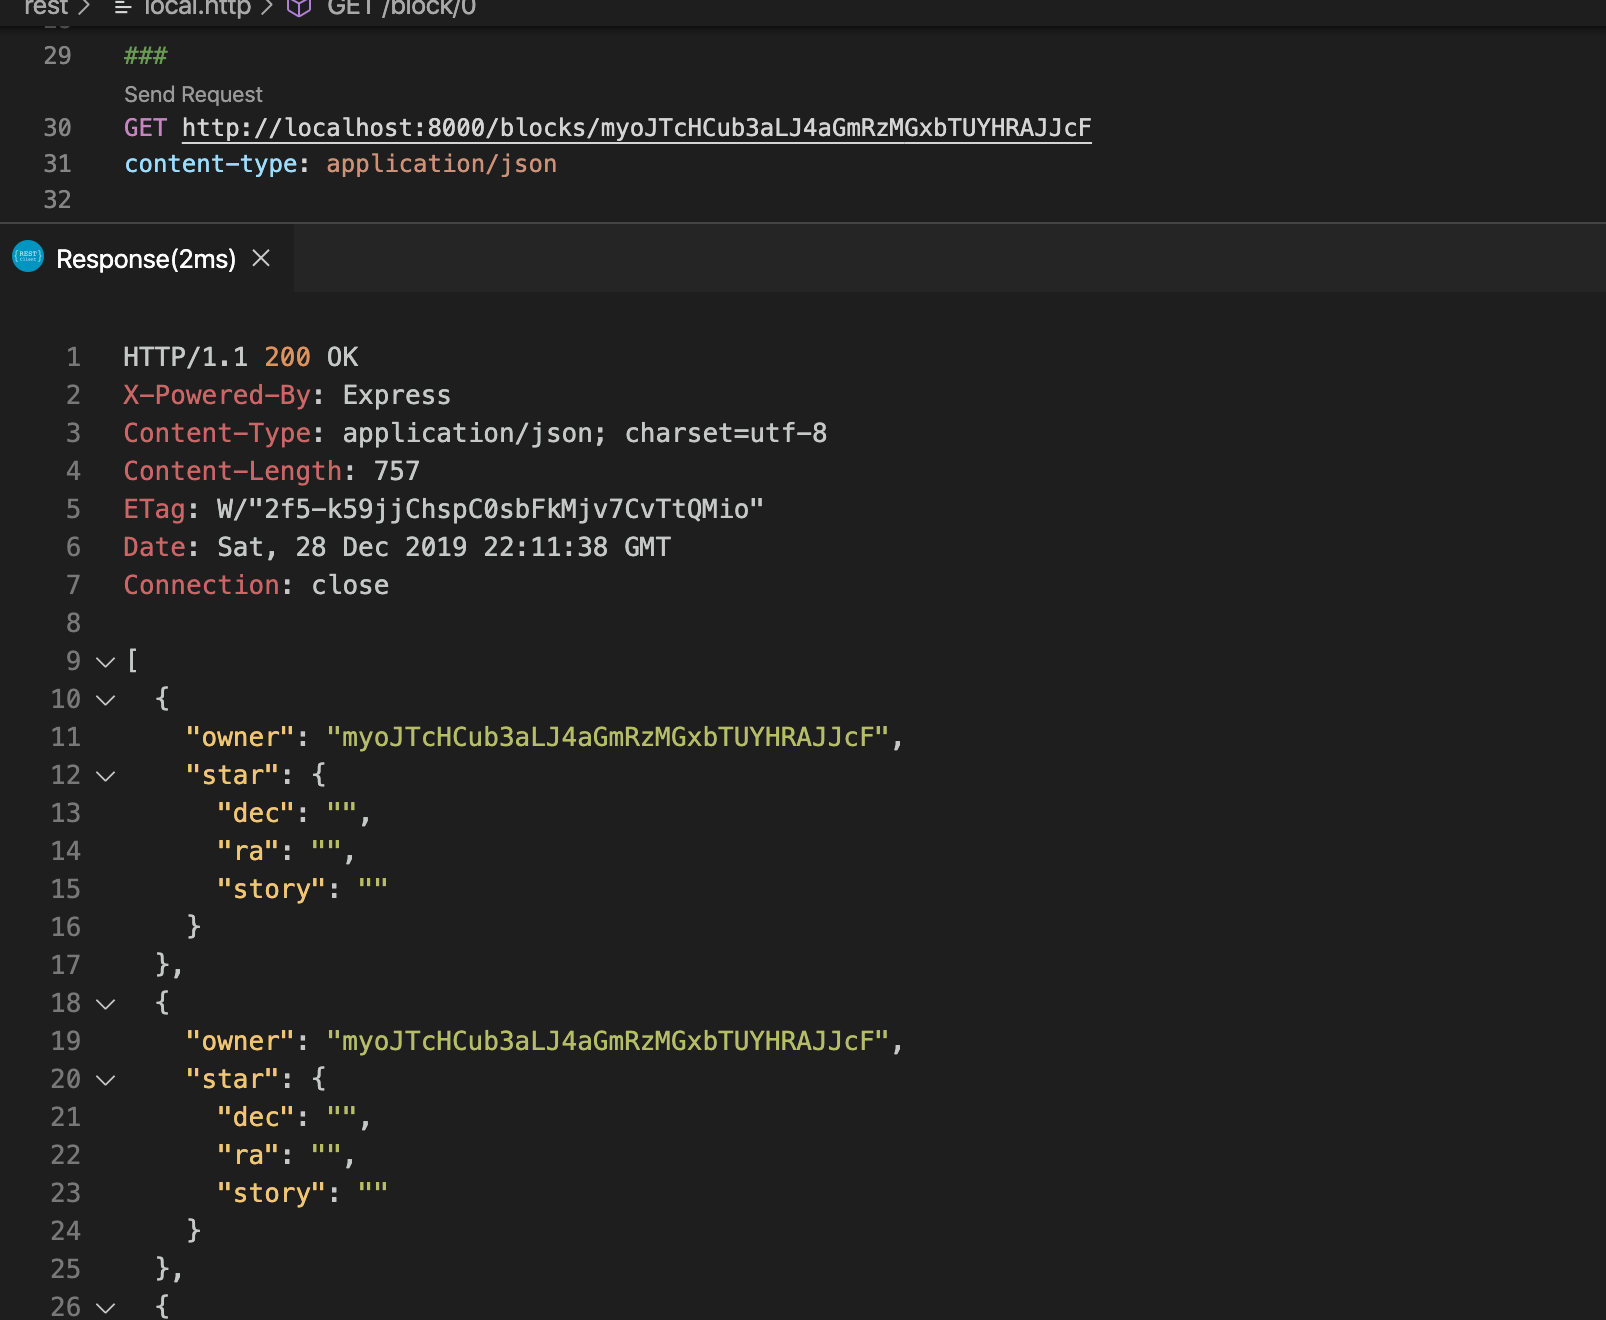 rest > local.http > GET /block/0
29 ###
Send Request
30 GET http://localhost:8000/blocks/myoJTcHCub3aLJ4aGmRzMGxbTUYHRAJJcF
31 content-type: application/json
32
Response(2ms)
1 HTTP/1.1 200 OK
2 X-Powered-By: Express
3 Content-Type: application/json; charset=utf-8
4 Content-Length: 757
5 ETag: W/"2f5-k59jjChspC0sbFkMjv7CvTtQMio"
6 Date: Sat, 28 Dec 2019 22:11:38 GMT
7 Connection: close
8
9 [
10 {
11 "owner": "myoJTcHCub3aLJ4aGmRzMGxbTUYHRAJJcF",
12 "star": {
13 "dec": "",
14 "ra": "",
15 "story": ""
16 }
17 },
18 {
19 "owner": "myoJTcHCub3aLJ4aGmRzMGxbTUYHRAJJcF",
20 "star": {
21 "dec": "",
22 "ra": "",
23 "story": ""
24 }
25 },
26 {